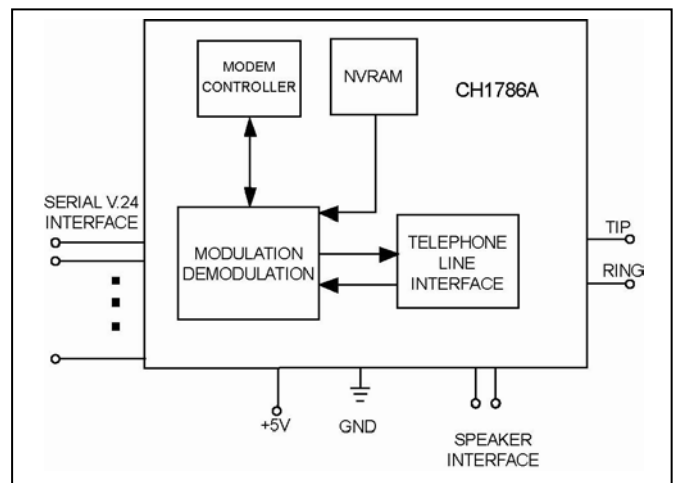 MODEM
CONTROLLER
NVRAM
CH1786A
SERIAL V.24
INTERFACE
MODULATION
DEMODULATION
TELEPHONE
LINE
INTERFACE
TIP
RING
+5V
GND
SPEAKER
INTERFACE